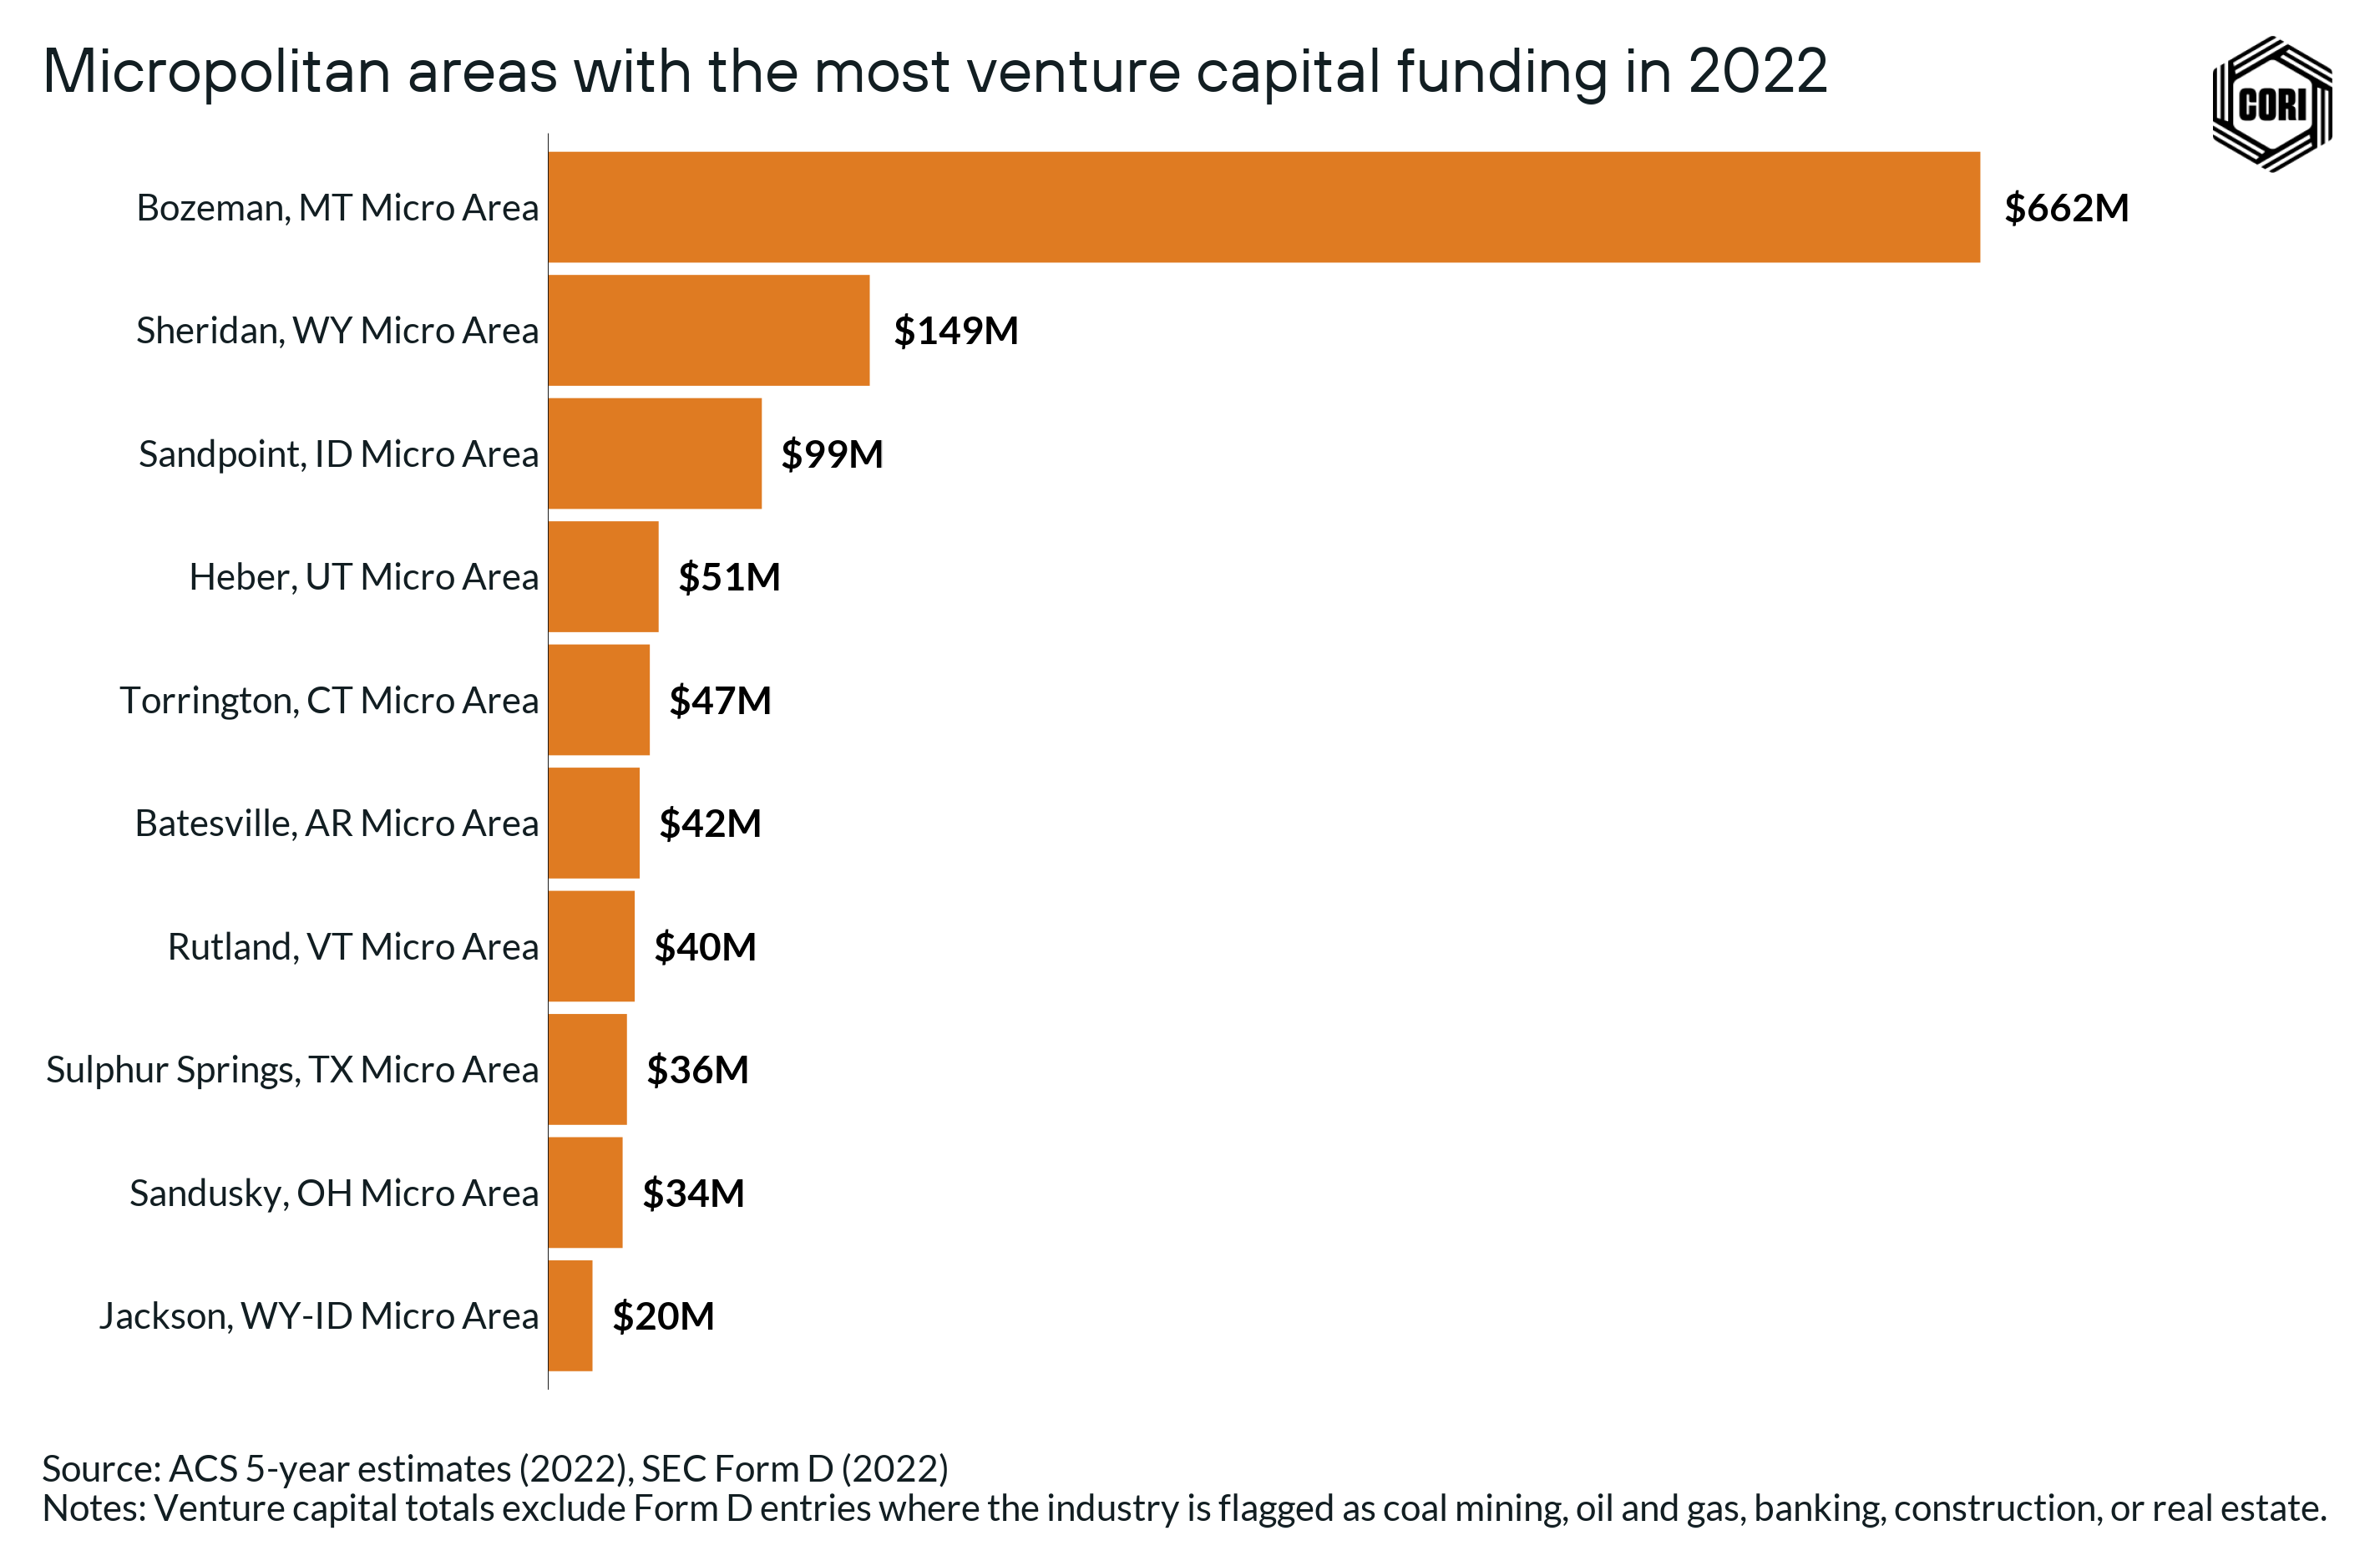 Micropolitan areas with the most venture capital funding in 2022
CORI
Bozeman, MT Micro Area $662M
Sheridan, WY Micro Area $149M
Sandpoint, ID Micro Area $99M
Heber, UT Micro Area $51M
Torrington, CT Micro Area $47M
Batesville, AR Micro Area $42M
Rutland, VT Micro Area $40M
Sulphur Springs, TX Micro Area $36M
Sandusky, OH Micro Area $34M
Jackson, WY-ID Micro Area $20M
Source: ACS 5-year estimates (2022), SEC Form D (2022)
Notes: Venture capital totals exclude Form D entries where the industry is flagged as coal mining, oil and gas, banking, construction, or real estate.